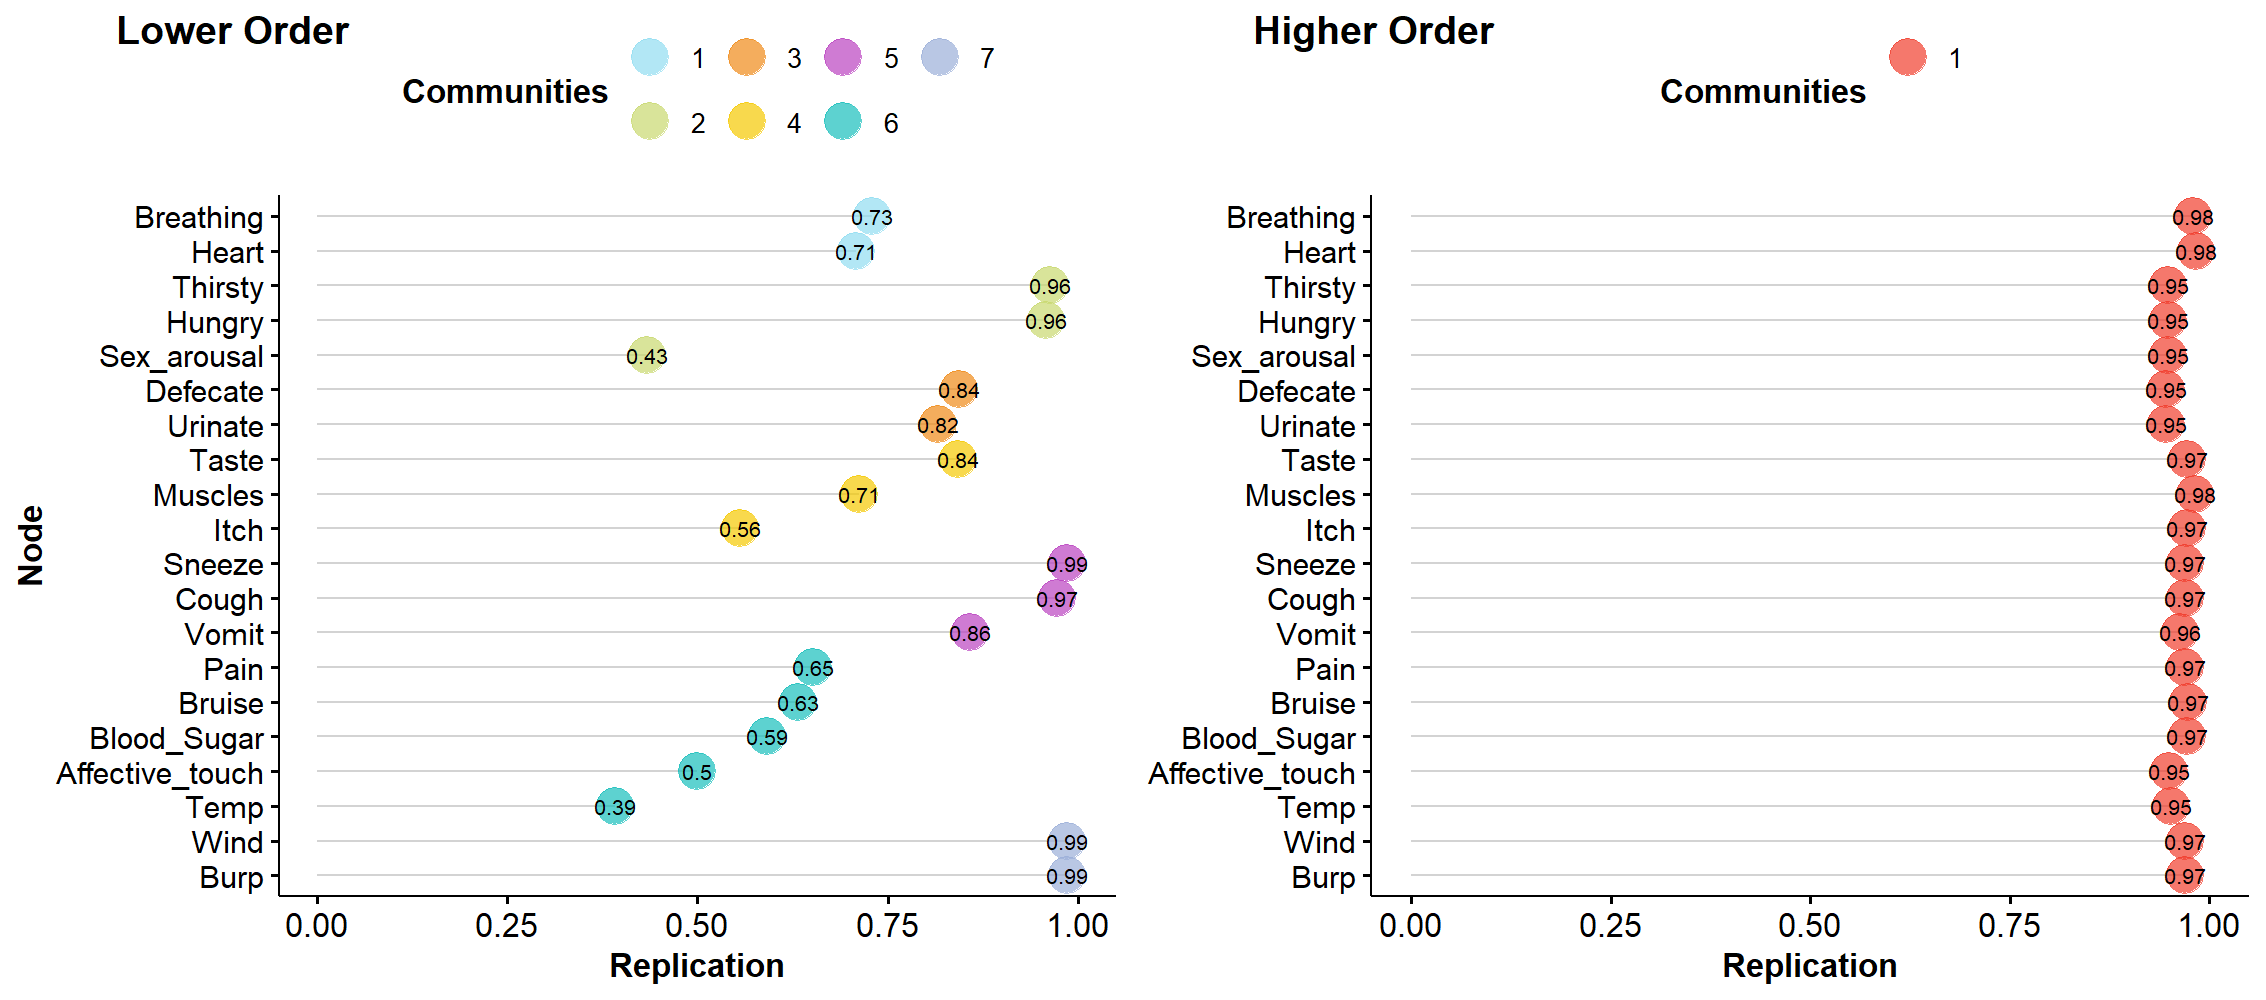 Lower Order
Communities
1 3 5 7
2 4 6
Node
Breathing 0.73
Heart 0.71
Thirsty 0.96
Hungry 0.96
Sex_arousal 0.43
Defecate 0.84
Urinate 0.82
Taste 0.84
Muscles 0.71
Itch 0.56
Sneeze 0.99
Cough 0.97
Vomit 0.86
Pain 0.65
Bruise 0.63
Blood_Sugar 0.59
Affective_touch 0.5
Temp 0.39
Wind 0.99
Burp 0.99
0.00 0.25 0.50 0.75 1.00
Replication
Higher Order
Communities
1
Breathing 0.98
Heart 0.98
Thirsty 0.95
Hungry 0.95
Sex_arousal 0.95
Defecate 0.95
Urinate 0.95
Taste 0.97
Muscles 0.98
Itch 0.97
Sneeze 0.97
Cough 0.97
Vomit 0.96
Pain 0.97
Bruise 0.97
Blood_Sugar 0.97
Affective_touch 0.95
Temp 0.95
Wind 0.97
Burp 0.97
0.00 0.25 0.50 0.75 1.00
Replication